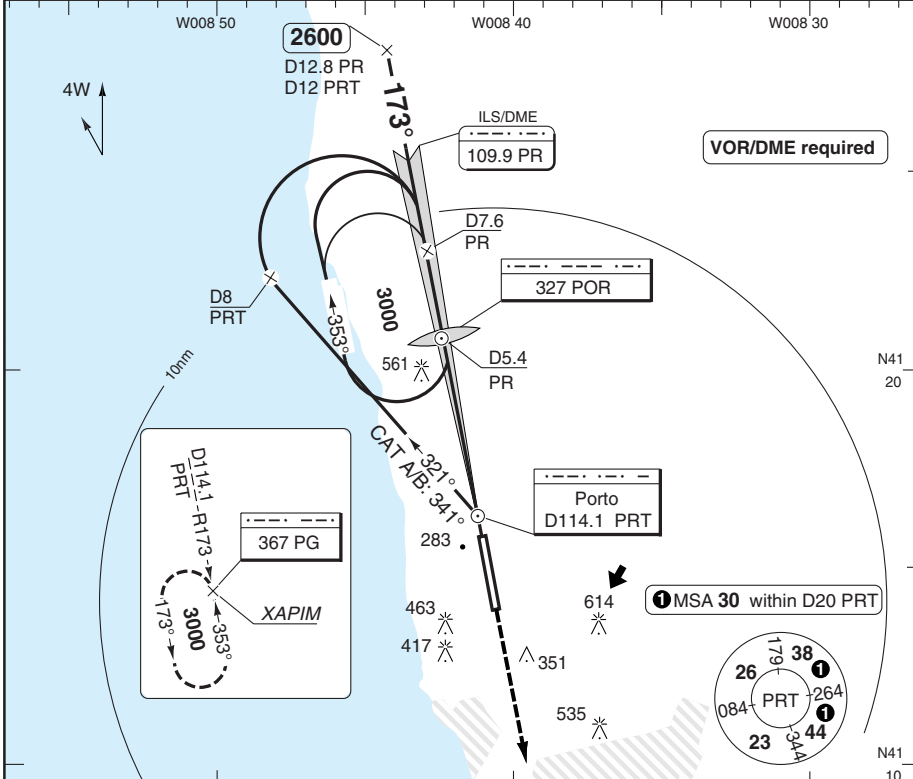 W008 50
W008 40
W008 30
2600
D12.8 PR
D12 PRT
4W
173°
ILS/DME
109.9 PR
VOR/DME required
D7.6
PR
327 POR
D8
PRT
3000
353°
D5.4
PR
561
10nm
N41
20
CAT A/B: 341°
321°
Porto
D114.1 PRT
D114.1
PRT
R173
367 PG
XAPIM
173°
3000
353°
283
463
417
614
351
535
1 MSA 30 within D20 PRT
179
38
1
26
264
084
PRT
1
44
23
344
N41
10